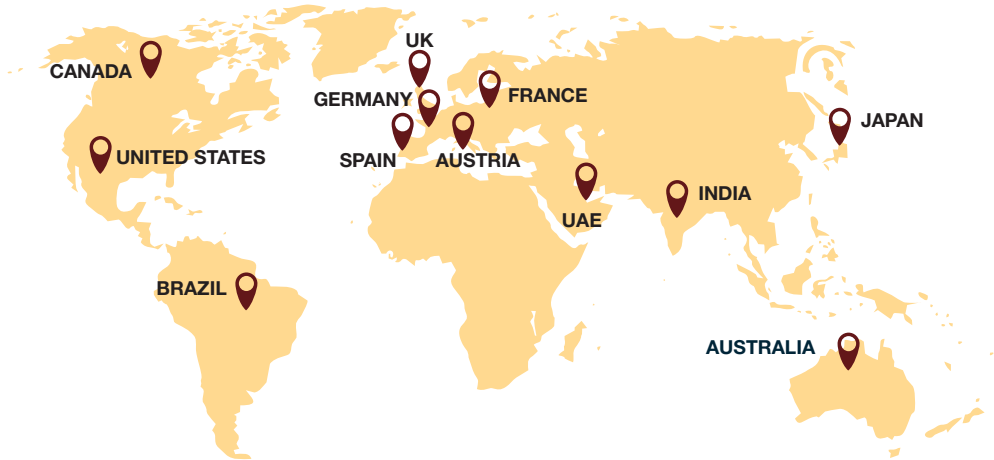 UK
CANADA
GERMANY
FRANCE
JAPAN
UNITED STATES
SPAIN
AUSTRIA
INDIA
UAE
BRAZIL
AUSTRALIA